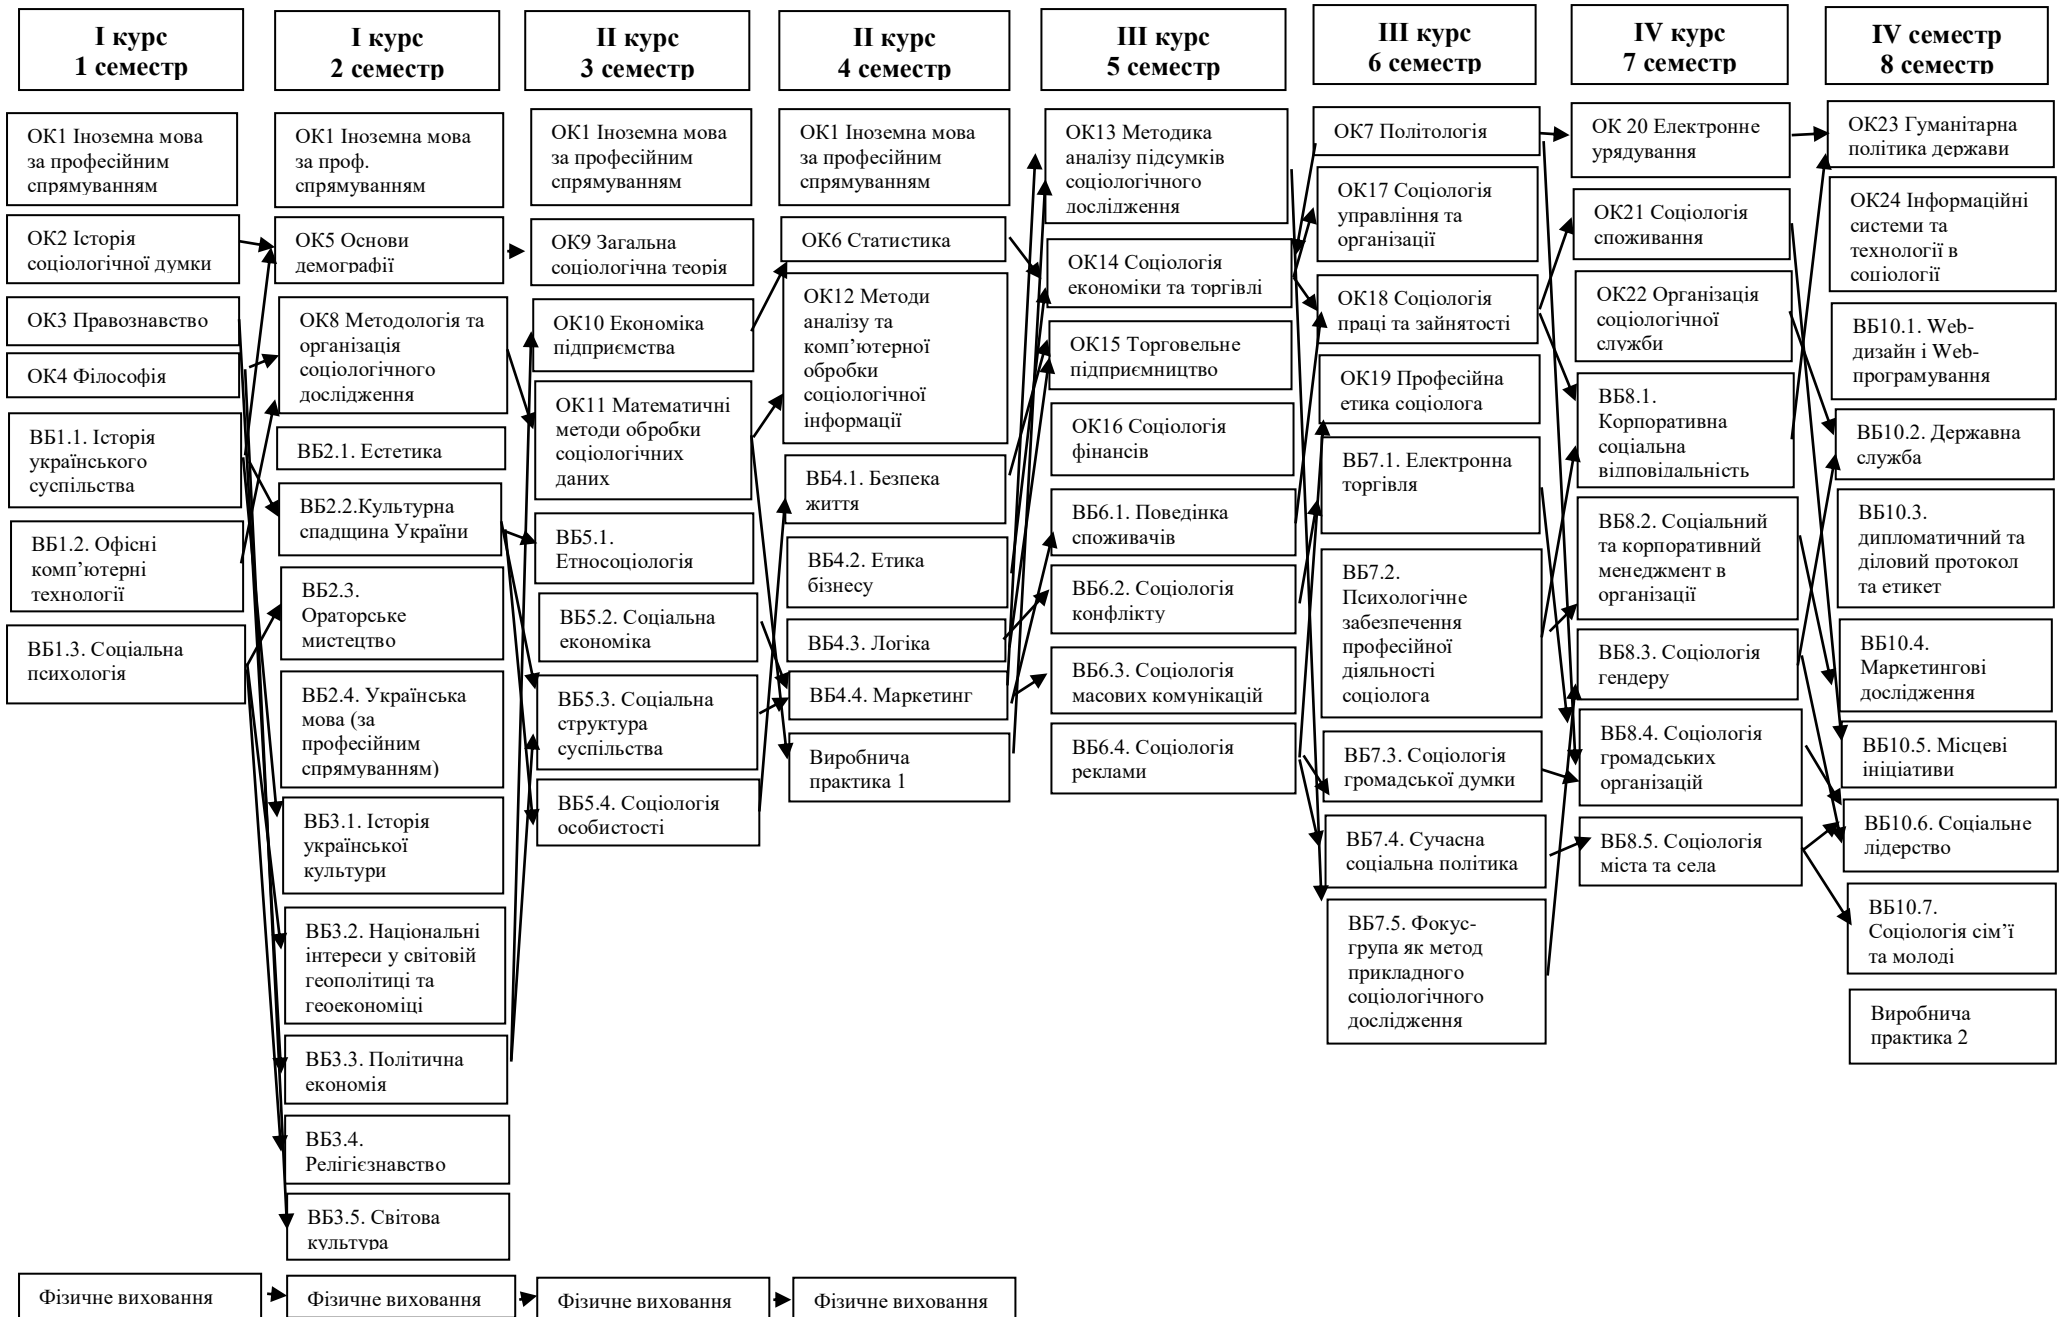 І курс
1 семестр
І курс
2 семестр
ІІ курс
3 семестр
ІІ курс
4 семестр
ІІІ курс
5 семестр
ІІІ курс
6 семестр
IV курс
7 семестр
IV семестр
8 семестр
ОК1 Іноземна мова
за професійним
спрямуванням
ОК2 Історія
соціологічної думки
ОК3 Правознавство
ОК4 Філософія
ВБ1.1. Історія
українського
суспільства
ВБ1.2. Офісні
комп’ютерні
технології
ВБ1.3. Соціальна
психологія
ОК1 Іноземна мова
за проф.
спрямуванням
ОК5 Основи
демографії
ОК8 Методологія та
організація
соціологічного
дослідження
ВБ2.1. Естетика
ВБ2.2.Культурна
спадщина України
ВБ2.3.
Ораторське
мистецтво
ВБ2.4. Українська
мова (за
професійним
спрямуванням)
ВБ3.1. Історія
української
культури
ВБ3.2. Національні
інтереси у світовій
геополітиці та
геоекономіці
ВБ3.3. Політична
економія
ВБ3.4.
Релігієзнавство
ВБ3.5. Світова
культура
ОК1 Іноземна мова
за професійним
спрямуванням
ОК9 Загальна
соціологічна теорія
ОК10 Економіка
підприємства
ОК11 Математичні
методи обробки
соціологічних
даних
ВБ5.1.
Етносоціологія
ВБ5.2. Соціальна
економіка
ВБ5.3. Соціальна
структура
суспільства
ВБ5.4. Соціологія
особистості
ОК1 Іноземна мова
за професійним
спрямуванням
ОК6 Статистика
ОК12 Методи
аналізу та
комп’ютерної
обробки
соціологічної
інформації
ВБ4.1. Безпека
життя
ВБ4.2. Етика
бізнесу
ВБ4.3. Логіка
ВБ4.4. Маркетинг
Виробнича
практика 1
ОК13 Методика
аналізу підсумків
соціологічного
дослідження
ОК14 Соціологія
економіки та торгівлі
ОК15 Торговельне
підприємництво
ОК16 Соціологія
фінансів
ВБ6.1. Поведінка
споживачів
ВБ6.2. Соціологія
конфлікту
ВБ6.3. Соціологія
масових комунікацій
ВБ6.4. Соціологія
реклами
ОК7 Політологія
ОК17 Соціологія
управління та
організації
ОК18 Соціологія
праці та зайнятості
ОК19 Професійна
етика соціолога
ВБ7.1. Електронна
торгівля
ВБ7.2.
Психологічне
забезпечення
професійної
діяльності
соціолога
ВБ7.3. Соціологія
громадської думки
ВБ7.4. Сучасна
соціальна політика
ВБ7.5. Фокус-
група як метод
прикладного
соціологічного
дослідження
ОК 20 Електронне
урядування
ОК21 Соціологія
споживання
ОК22 Організація
соціологічної
служби
ВБ8.1.
Корпоративна
соціальна
відповідальність
ВБ8.2. Соціальний
та корпоративний
менеджмент в
організації
ВБ8.3. Соціологія
гендеру
ВБ8.4. Соціологія
громадських
організацій
ВБ8.5. Соціологія
міста та села
ОК23 Гуманітарна
політика держави
ОК24 Інформаційні
системи та
технології в
соціології
ВБ10.1. Web-
дизайн і Web-
програмування
ВБ10.2. Державна
служба
ВБ10.3.
дипломатичний та
діловий протокол
та етикет
ВБ10.4.
Маркетингові
дослідження
ВБ10.5. Місцеві
ініціативи
ВБ10.6. Соціальне
лідерство
ВБ10.7.
Соціологія сім’ї
та молоді
Виробнича
практика 2
Фізичне виховання
Фізичне виховання
Фізичне виховання
Фізичне виховання